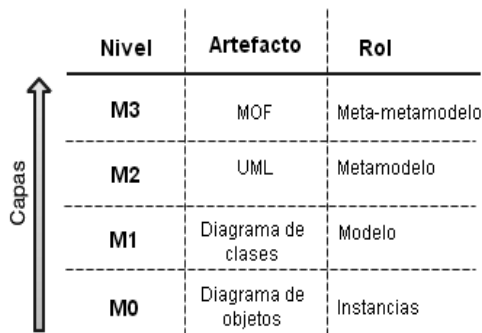 Nivel Artefacto Rol
Capas
M3 MOF Meta-metamodelo
M2 UML Metamodelo
M1 Diagrama de clases Modelo
M0 Diagrama de objetos Instancias